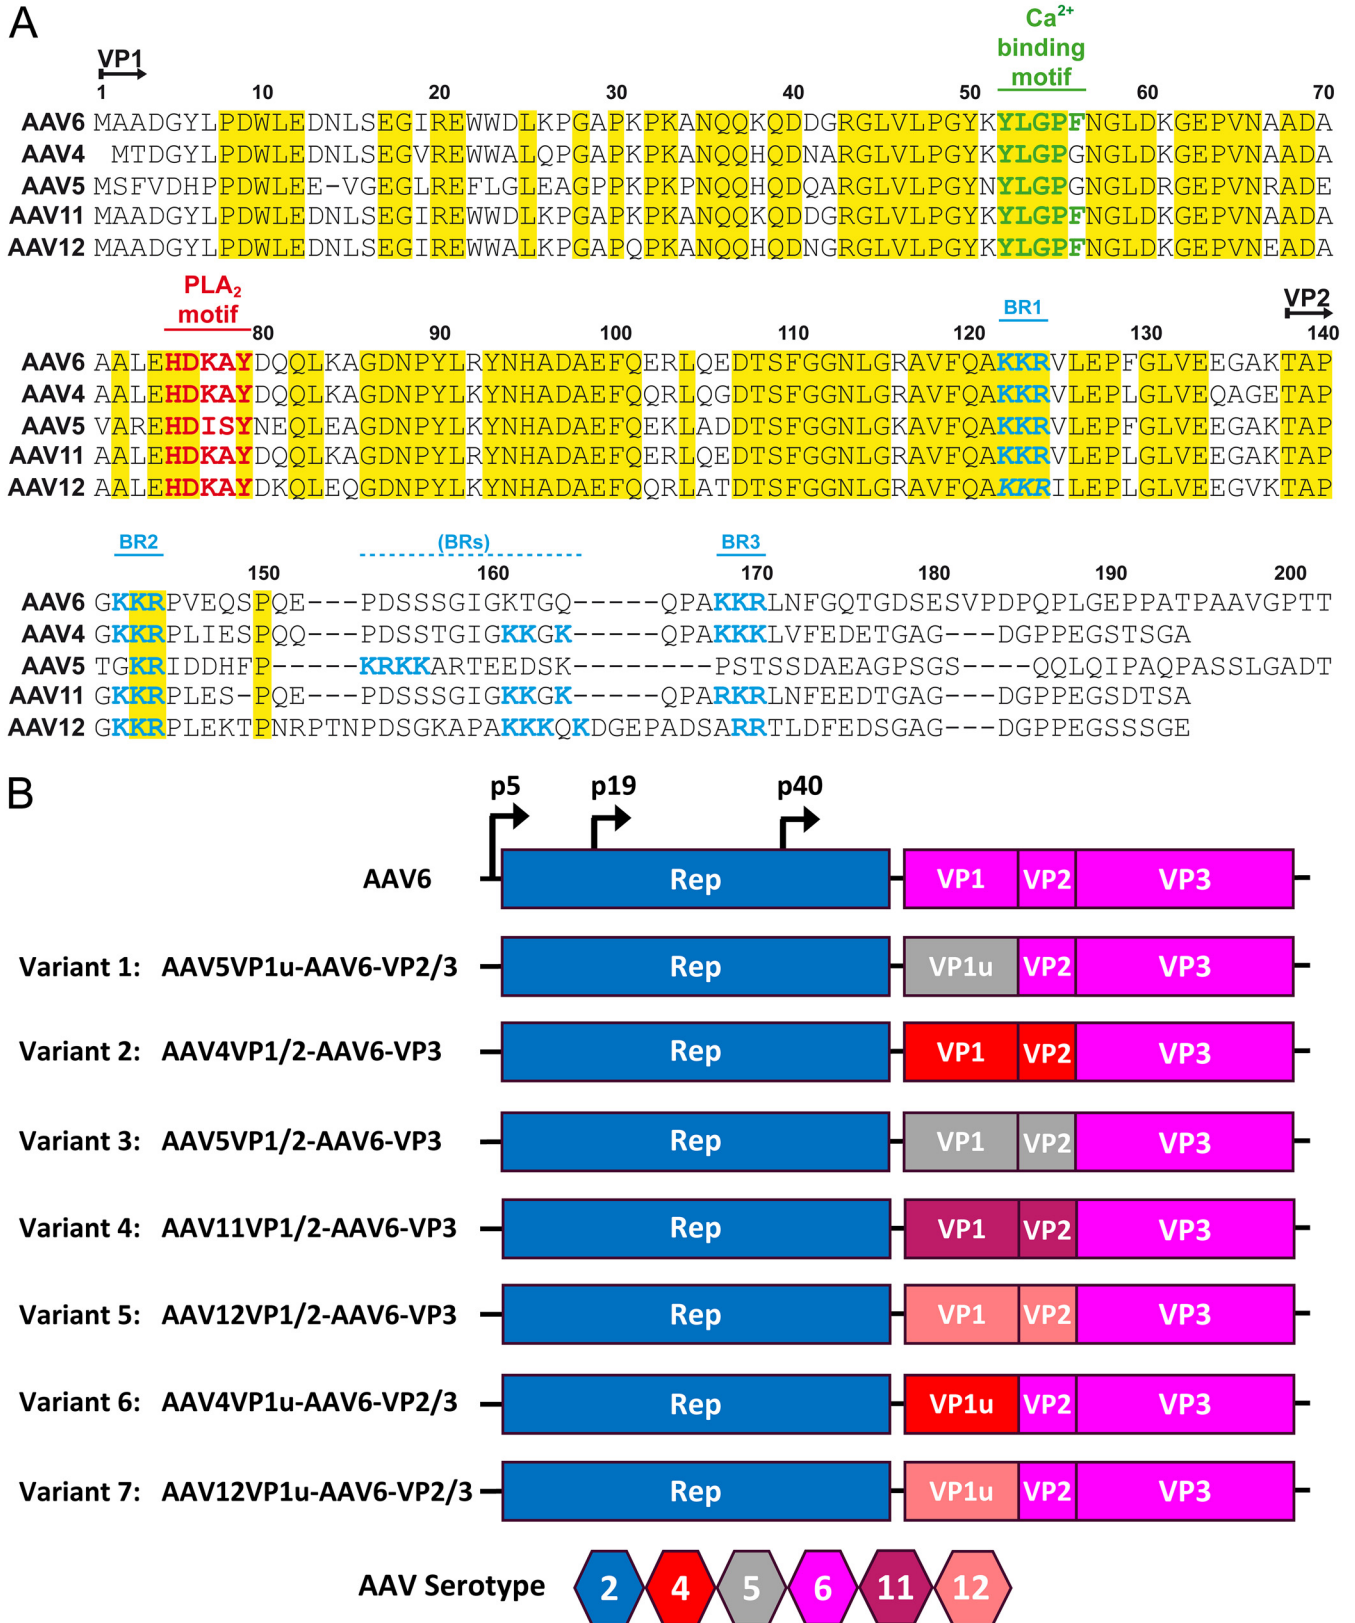 A
Ca2+
binding
motif
VP1
1 10 20 30 40 50 60 70
AAV6 MAADGYLPDWLEDNLSEGIREWWDLKPGAPKPKANQQKQDDGRGLVLPGYKYLGPFNGLDKGEPVNAADA
AAV4 MTDGYLPDWLEDNLSEGVREWWALQPGAPKPKANQQHQDNARGLVLPGYKYLGPGNGLDKGEPVNAADA
AAV5 MSFVDHPPDWLEE-VGEGLREFLGLEAGPPKPKPNQQHQDQARGLVLPGYNYLGPGNGLDRGEPVNRADE
AAV11 MAADGYLPDWLEDNLSEGIREWWDLKPGAPKPKANQQKQDDGRGLVLPGYKYLGPFNGLDKGEPVNAADA
AAV12 MAADGYLPDWLEDNLSEGIREWWALKPGAPQPKANQQHQDNGRGLVLPGYKYLGPFNGLDKGEPVNEADA
PLA2
motif
BR1
VP2
80 90 100 110 120 130 140
AAV6 AALEHDKAYDQQLKAGDNPYLRYNHADAEFQERLQEDTSFGGNLGRAVFQAKKRVLEPFGLVEEGAKTAP
AAV4 AALEHDKAYDQQLKAGDNPYLKYNHADAEFQQRLQGDTSFGGNLGRAVFQAKKRVLEPLGLVEQAGETAP
AAV5 VAREHDISYNEQLEAGDNPYLKYNHADAEFQEKLADDTSFGGNLGKAVFQAKKRVLEPFGLVEEGAKTAP
AAV11 AALEHDKAYDQQLKAGDNPYLRYNHADAEFQERLQEDTSFGGNLGRAVFQAKKRVLEPLGLVEEGAKTAP
AAV12 AALEHDKAYDKQLEQGDNPYLKYNHADAEFQQRLATDTSFGGNLGRAVFQAKKRILEPLGLVEEGVKTAP
BR2 (BRs) BR3
150 160 170 180 190 200
AAV6 GKKRPVEQSPQE---PDSSSGIGKTGQ-----QPAKKRLNFGQTGDSESVPDPQPLGEPPATPAAVGPTT
AAV4 GKKRPLIESPQQ---PDSSTGIGKKGK-----QPAKKKLVFEDETGAG---DGPPEGSTSGA
AAV5 TGKRIDDHFP-----KRKKARTEEDSK--------PSTSSDAEAGPSGS-----QQLQIPAQPASSLGADT
AAV11 GKKRPLES-PQE---PDSSSGIGKKGK-----QPARKRLNFEEDTGAG---DGPPEGSDTSA
AAV12 GKKRPLEKTPNRPTNPDSGKAPAKKKQKDGEPADSARRTLDFEDSGAG---DGPPEGSSSGE
B
p5 p19 p40
AAV6 Rep VP1 VP2 VP3
Variant 1: AAV5VP1u-AAV6-VP2/3 Rep VP1u VP2 VP3
Variant 2: AAV4VP1/2-AAV6-VP3 Rep VP1 VP2 VP3
Variant 3: AAV5VP1/2-AAV6-VP3 Rep VP1 VP2 VP3
Variant 4: AAV11VP1/2-AAV6-VP3 Rep VP1 VP2 VP3
Variant 5: AAV12VP1/2-AAV6-VP3 Rep VP1 VP2 VP3
Variant 6: AAV4VP1u-AAV6-VP2/3 Rep VP1u VP2 VP3
Variant 7: AAV12VP1u-AAV6-VP2/3 Rep VP1u VP2 VP3
AAV Serotype 2 4 5 6 11 12